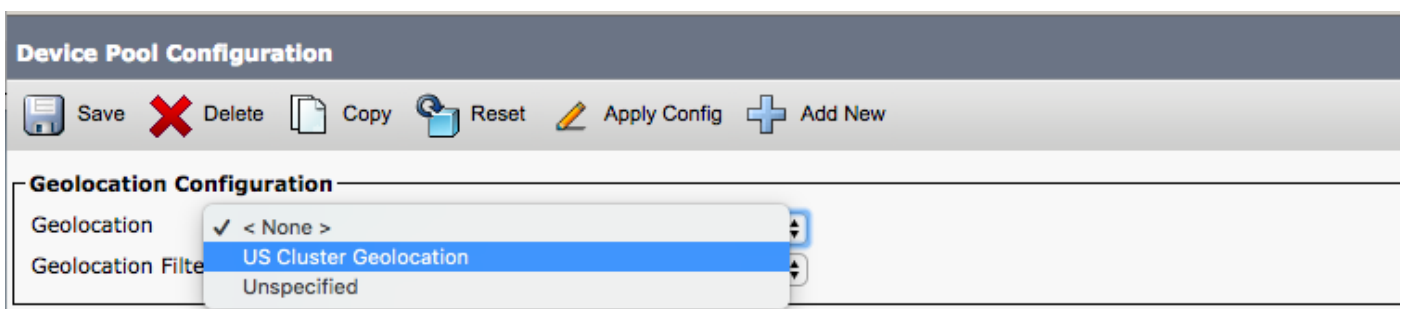 Device Pool Configuration
Save Delete Copy Reset Apply Config Add New
Geolocation Configuration
Geolocation ✓ < None >
US Cluster Geolocation
Geolocation Filte
Unspecified